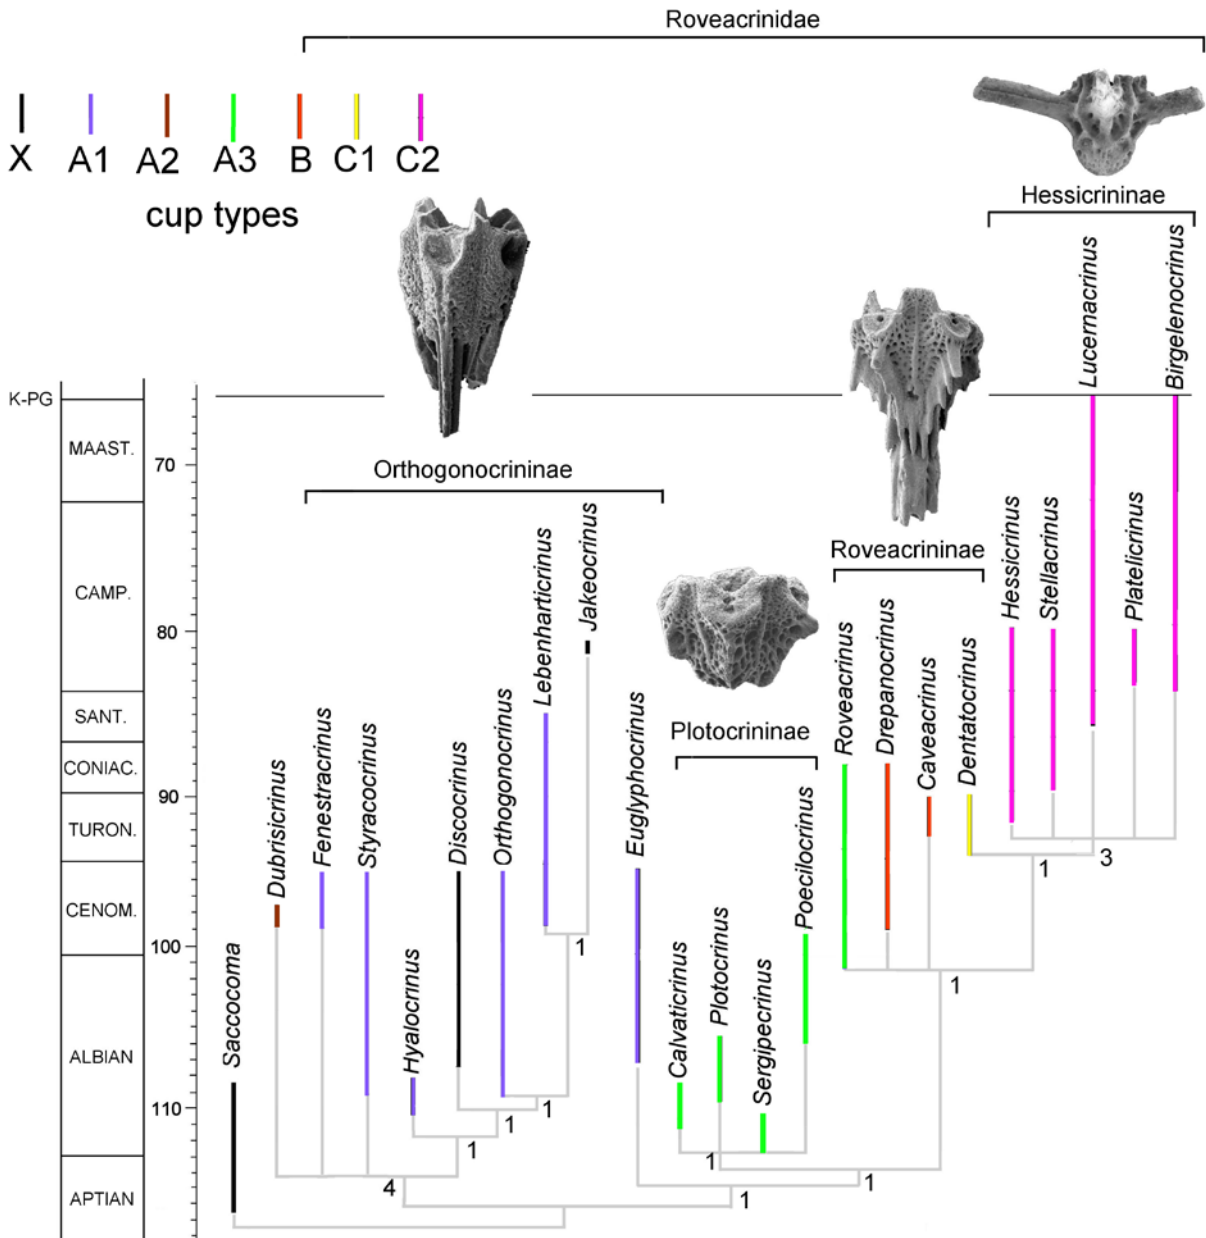 Roveacrinidae
X A1 A2 A3 B C1 C2
cup types
Hessicrininae
Lucernacrinus
Birgelenocrinus
K-PG
MAAST.
70
Orthogonocrininae
CAMP.
80
Lebenharticrinus
Jakeocrinus
Roveacrininae
Hessicrinus
Stellacrinus
Platelicrinus
SANT.
Plotocrininae
Roveacrinus
Drepanocrinus
Caveacrinus
Dentatocrinus
CONIAC.
90
TURON.
Dubrisicrinus
Fenestracrinus
Styracocrinus
Discocrinus
Orthogonocrinus
Euglyphocrinus
Poecilocrinus
1
3
CENOM.
100
1
1
Saccocoma
Hyalocrinus
Calvaticrinus
Plotocrinus
Sergipecrinus
ALBIAN
110
1
1
1
1
4
1
1
APTIAN